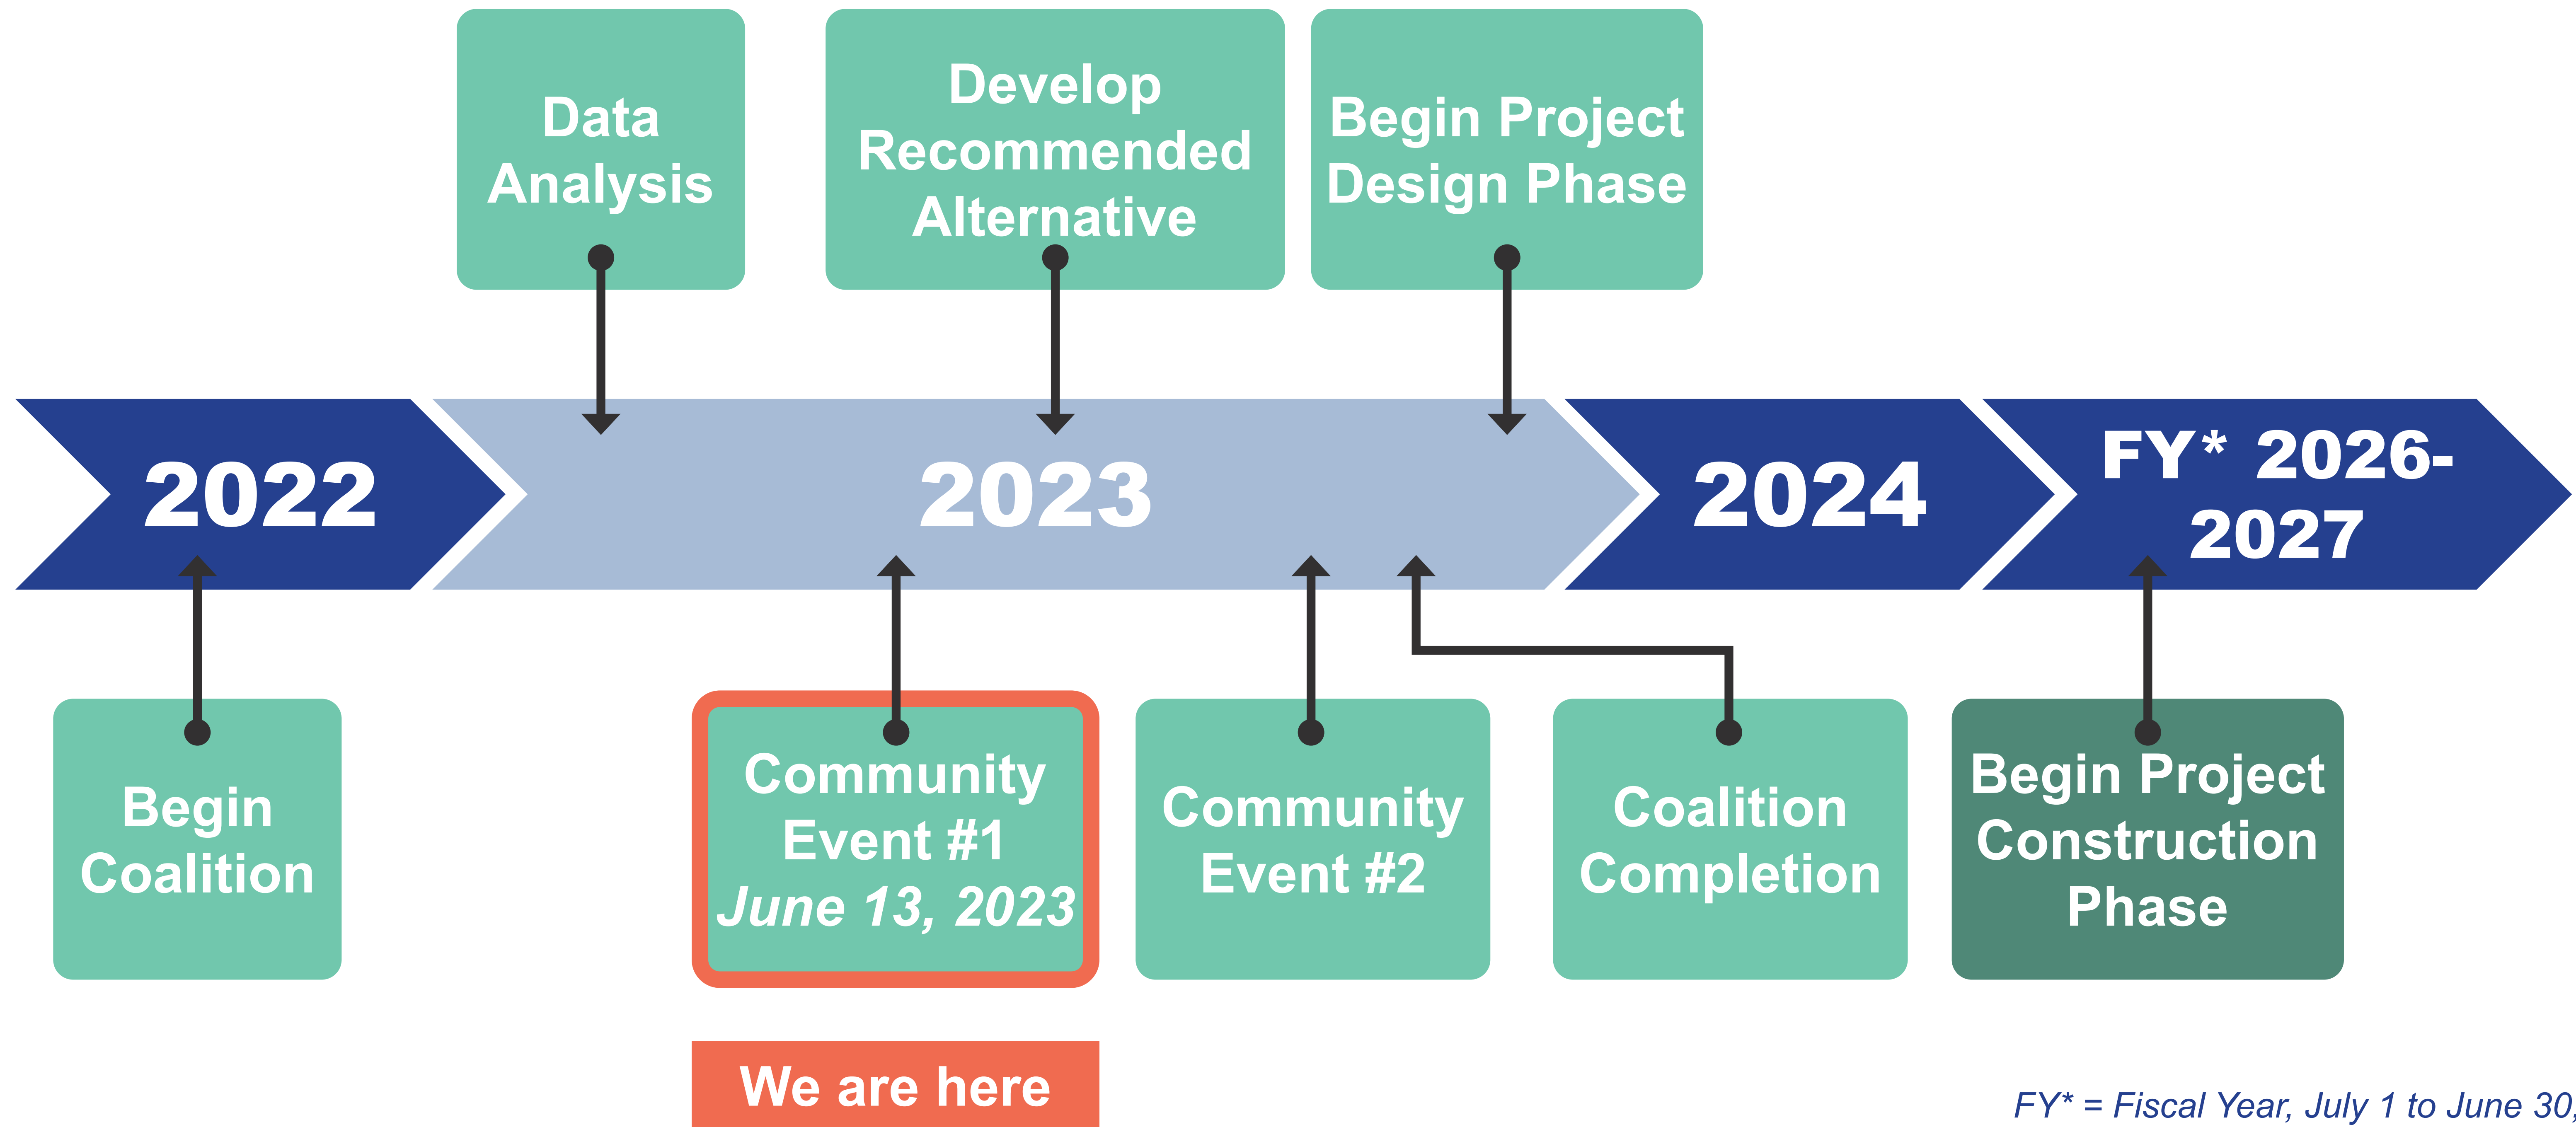 Data
Analysis
Develop
Recommended
Alternative
Begin Project
Design Phase
2022
2023
2024
FY* 2026-
2027
Begin
Coalition
Community
Event #1
June 13, 2023
Community
Event #2
Coalition
Completion
Begin Project
Construction
Phase
We are here
FY* = Fiscal Year, July 1 to June 30,